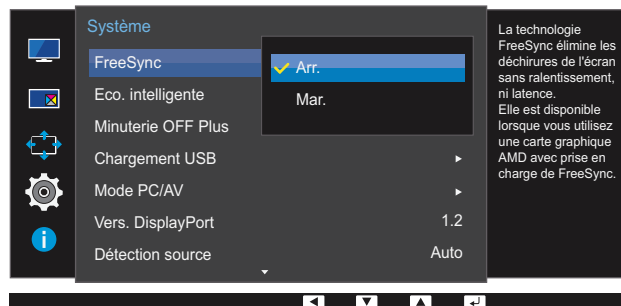 Système
FreeSync
Arr.
Mar.
Eco. intelligente
Minuterie OFF Plus
Chargement USB
Mode PC/AV
Vers. DisplayPort 1.2
Détection source Auto
La technologie
FreeSync élimine les
déchirures de l'écran
sans ralentissement,
ni latence.
Elle est disponible
lorsque vous utilisez
une carte graphique
AMD avec prise en
charge de FreeSync.